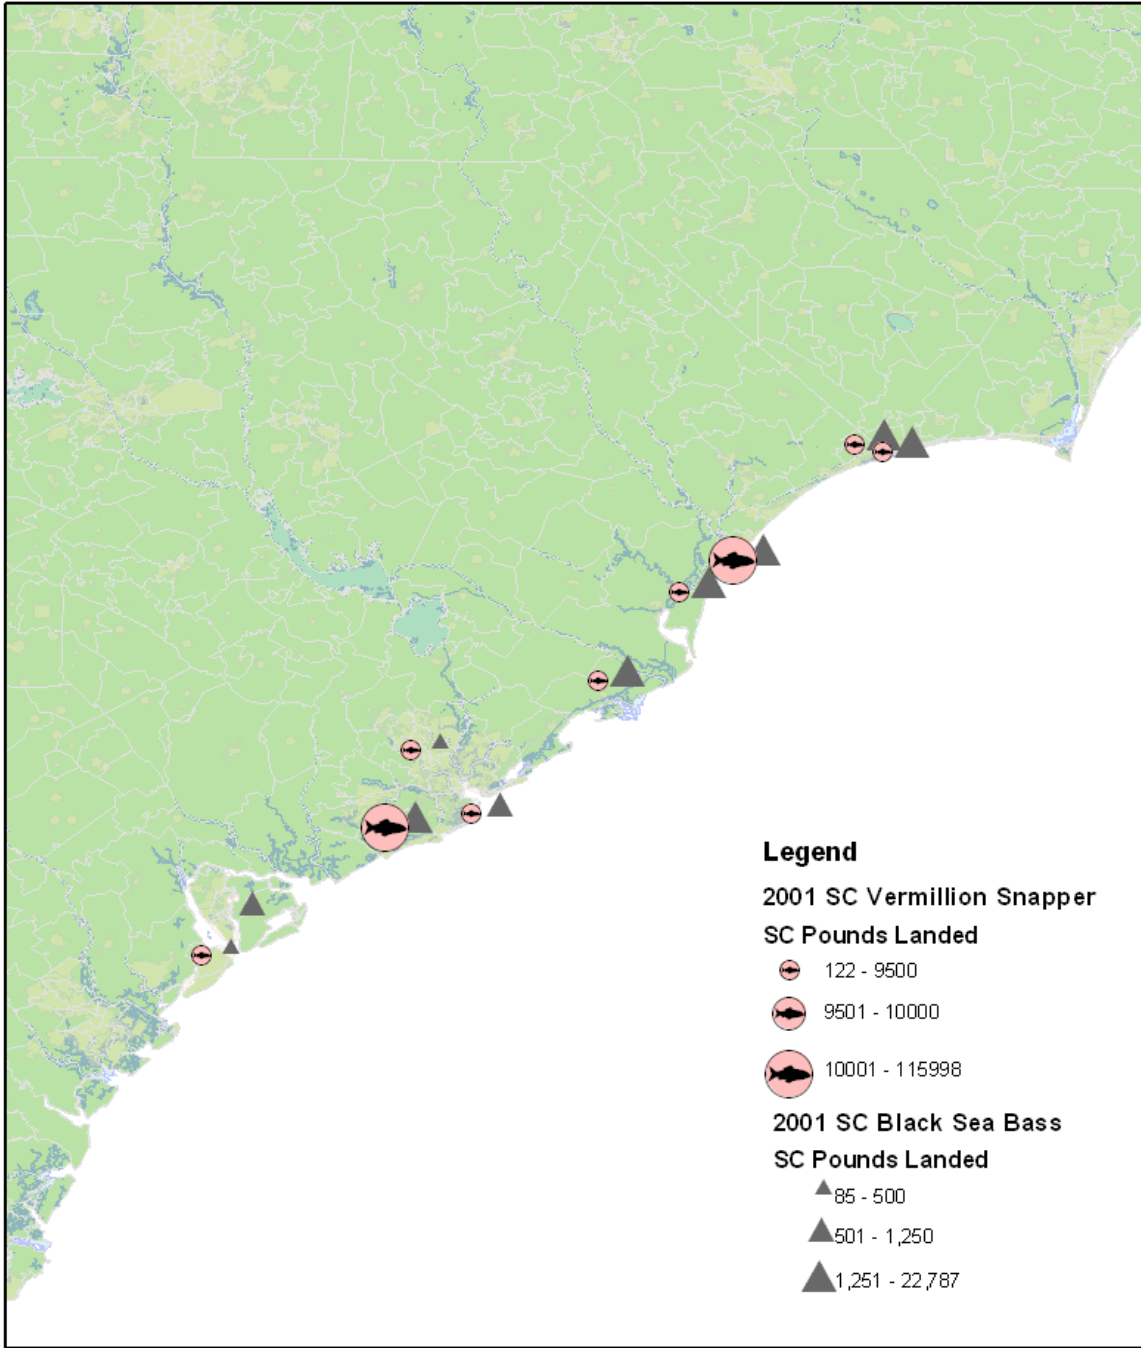 Legend
2001 SC Vermillion Snapper
SC Pounds Landed
122 - 9500
9501 - 10000
10001 - 115998
2001 SC Black Sea Bass
SC Pounds Landed
85 - 500
501 - 1,250
1,251 - 22,787